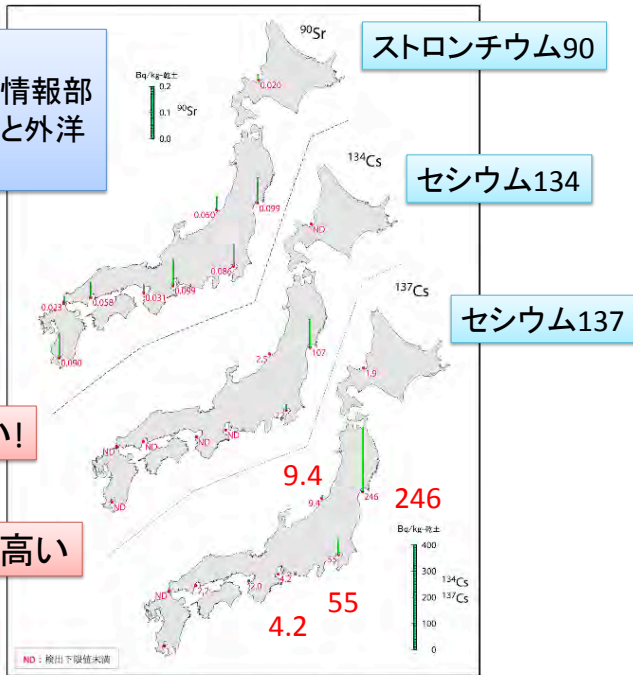 情報部
と外洋
⁹⁰Sr
ストロンチウム90
Bq/kg-乾土
0.2
0.1
0.0
⁹⁰Sr
0.020
0.060
0.099
0.086
0.023
0.058
0.031
0.099
0.090
¹³⁴Cs
セシウム134
ND
2.5
107
ND
ND
ND
ND
ND
¹³⁷Cs
セシウム137
1.9
い!
9.4
9.4
246
246
高い
Bq/kg-乾土
400
300
200
100
0
¹³⁴Cs
¹³⁷Cs
55
55
ND
2.0
4.2
4.2
ND：検出下限値未満